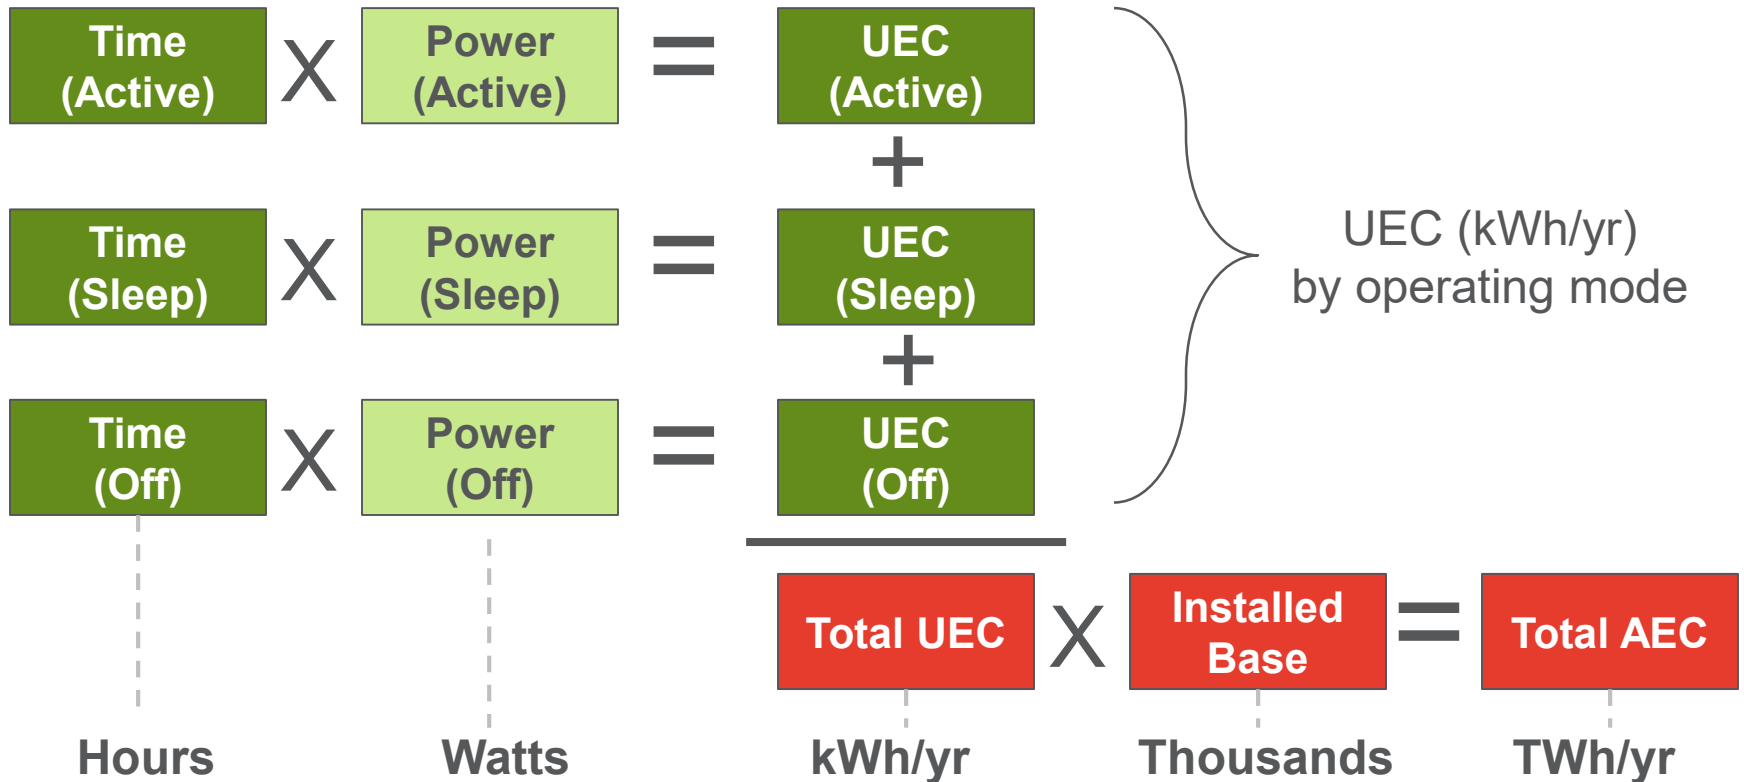 Time
(Active)
X
Power
(Active)
=
UEC
(Active)
+
Time
(Sleep)
X
Power
(Sleep)
=
UEC
(Sleep)
UEC (kWh/yr)
by operating mode
+
Time
(Off)
X
Power
(Off)
=
UEC
(Off)
Total UEC
X
Installed
Base
=
Total AEC
Hours
Watts
kWh/yr
Thousands
TWh/yr